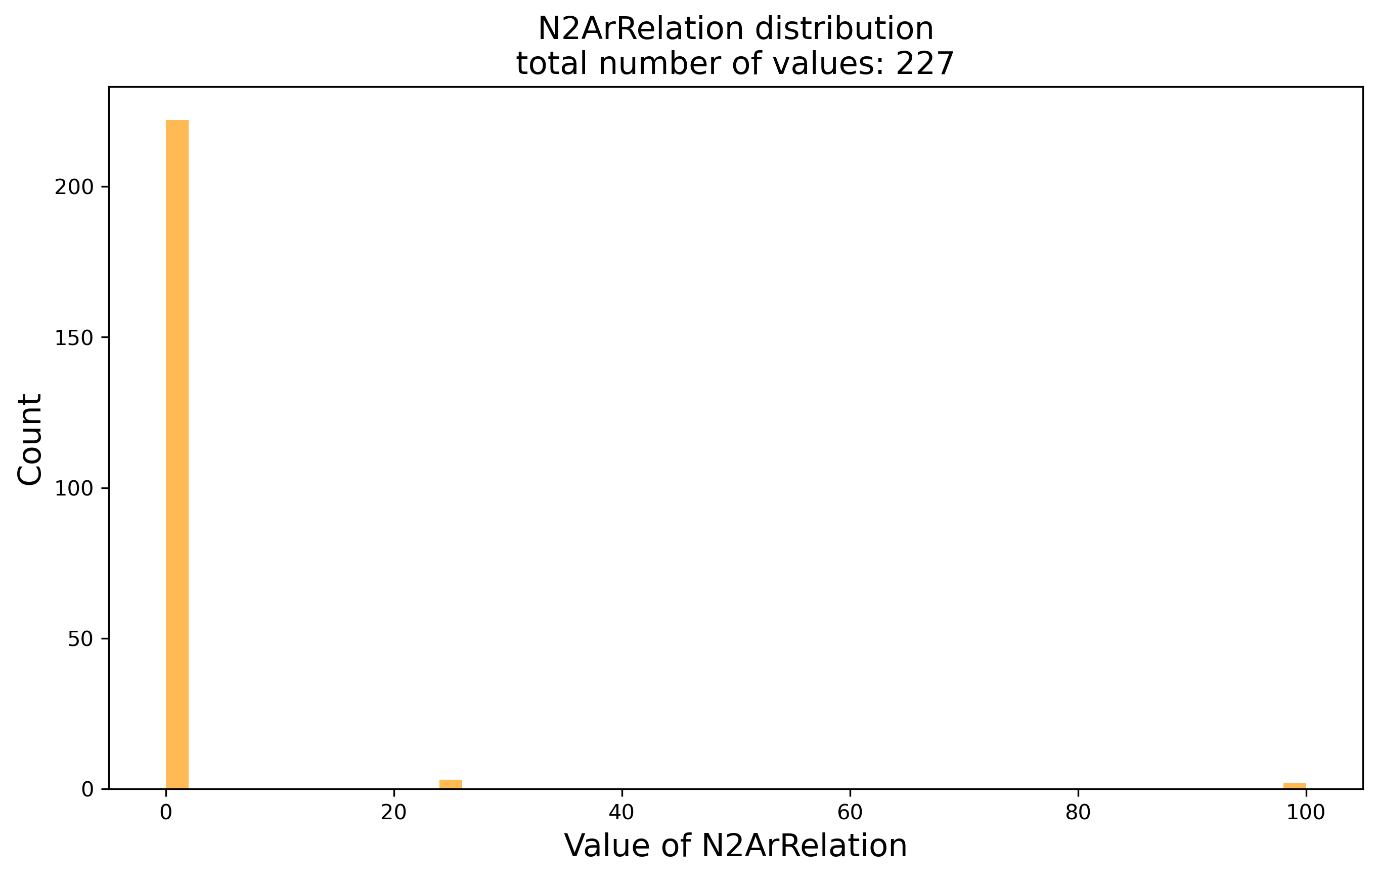 N2ArRelation distribution
total number of values: 227
200
150
100
50
0
Count
0 20 40 60 80 100
Value of N2ArRelation